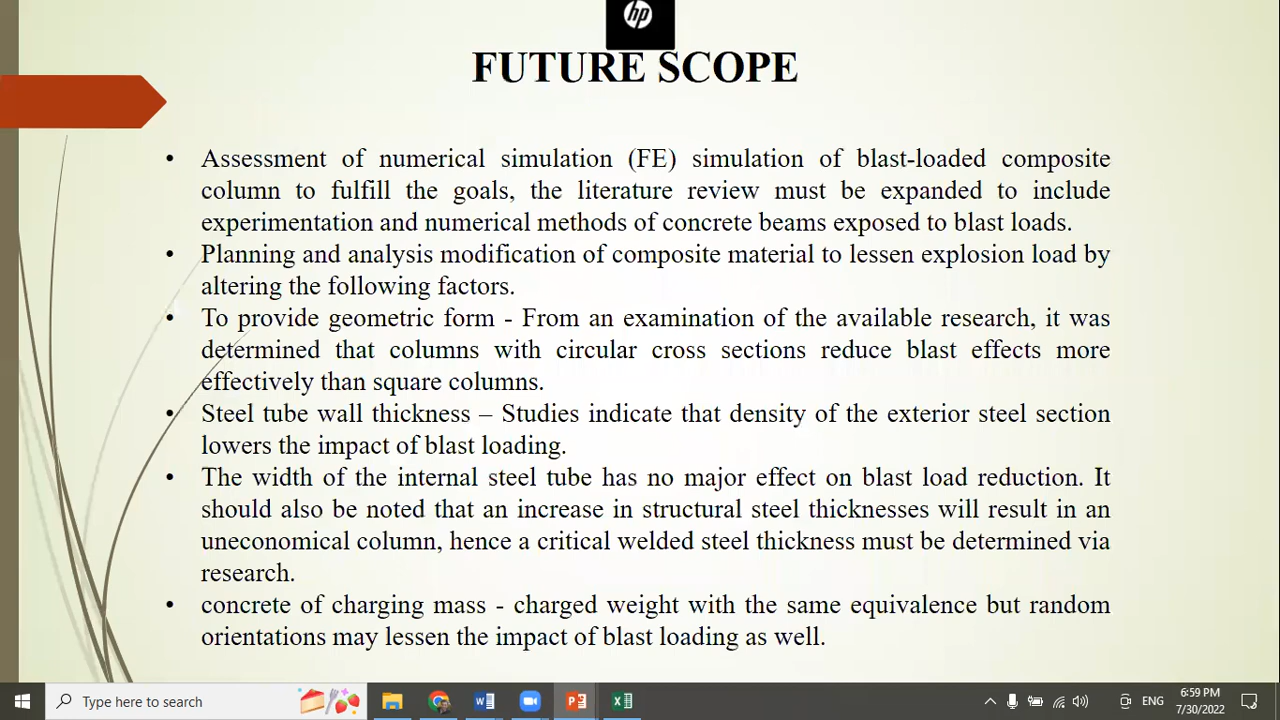 hp
FUTURE SCOPE
• Assessment of numerical simulation (FE) simulation of blast-loaded composite
column to fulfill the goals, the literature review must be expanded to include
experimentation and numerical methods of concrete beams exposed to blast loads.
• Planning and analysis modification of composite material to lessen explosion load by
altering the following factors.
• To provide geometric form - From an examination of the available research, it was
determined that columns with circular cross sections reduce blast effects more
effectively than square columns.
• Steel tube wall thickness – Studies indicate that density of the exterior steel section
lowers the impact of blast loading.
• The width of the internal steel tube has no major effect on blast load reduction. It
should also be noted that an increase in structural steel thicknesses will result in an
uneconomical column, hence a critical welded steel thickness must be determined via
research.
• concrete of charging mass - charged weight with the same equivalence but random
orientations may lessen the impact of blast loading as well.
Type here to search
ENG
6:59 PM
7/30/2022